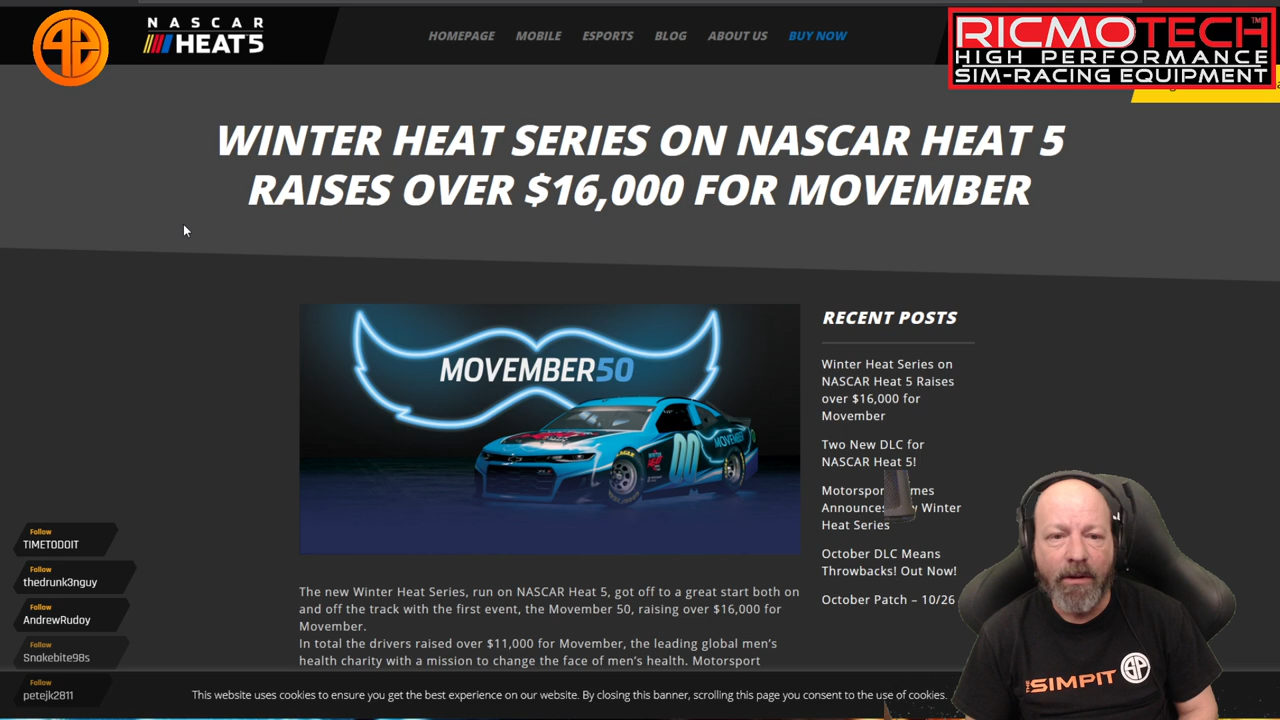 NASCAR
HEAT5
HOMEPAGE
MOBILE
ESPORTS
BLOG
ABOUT US
BUY NOW
RICMOTECH
HIGH PERFORMANCE
SIM-RACING EQUIPMENT
WINTER HEAT SERIES ON NASCAR HEAT 5
RAISES OVER $16,000 FOR MOVEMBER
MOVEMBER50
00
MOVEMBER
RECENT POSTS
Winter Heat Series on
NASCAR Heat 5 Raises
over $16,000 for
Movember
Two New DLC for
NASCAR Heat 5!
Motorspor mes
Announces Winter
Heat Series
October DLC Means
Throwbacks! Out Now!
October Patch – 10/26
The new Winter Heat Series, run on NASCAR Heat 5, got off to a great start both on
and off the track with the first event, the Movember 50, raising over $16,000 for
Movember.
In total the drivers raised over $11,000 for Movember, the leading global men's
health charity with a mission to change the face of men's health. Motorsport
Follow
TIMETODOIT
Follow
thedrunk3nguy
Follow
AndrewRudoy
Follow
Snakebite98s
Follow
petejk2811
This website uses cookies to ensure you get the best experience on our website. By closing this banner, scrolling this page you consent to the use of cookies.
THE SIMPIT